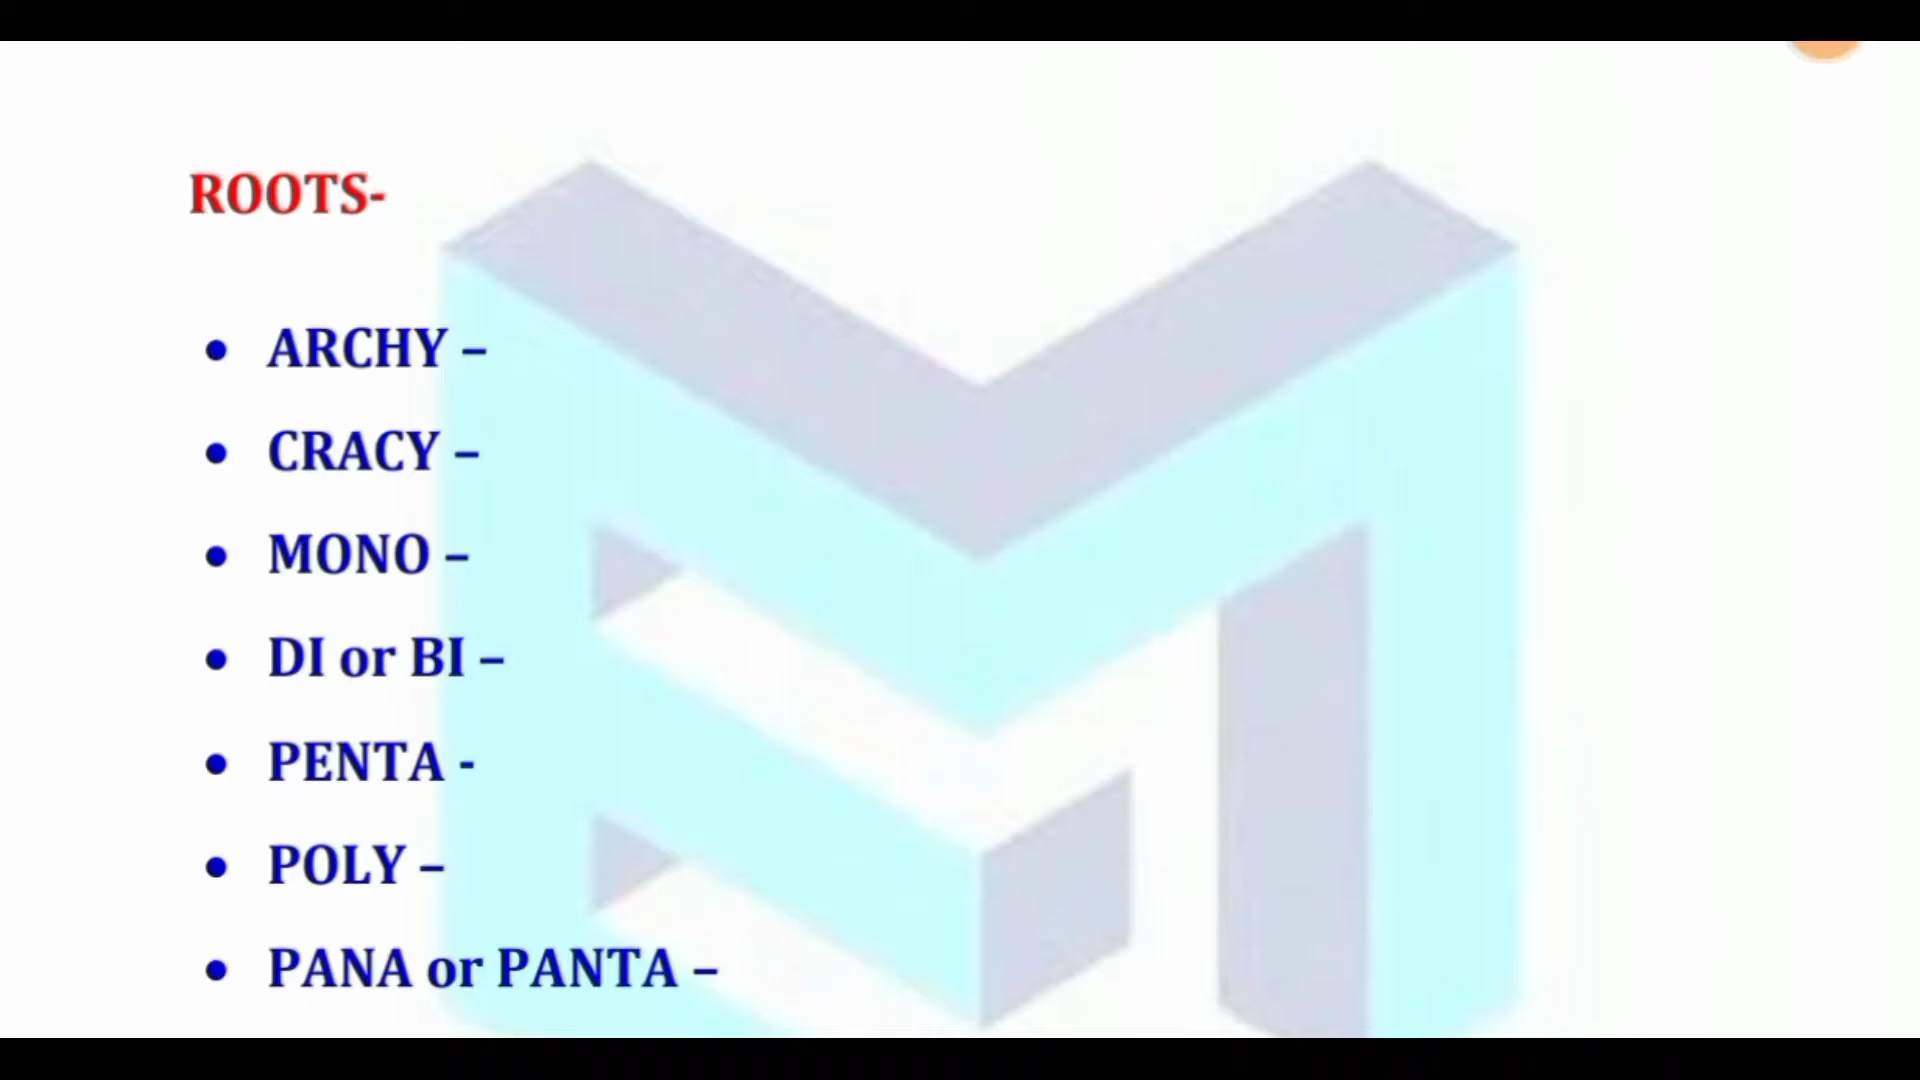 ROOTS-
• ARCHY –
• CRACY –
• MONO –
• DI or BI –
• PENTA -
• POLY –
• PANA or PANTA –